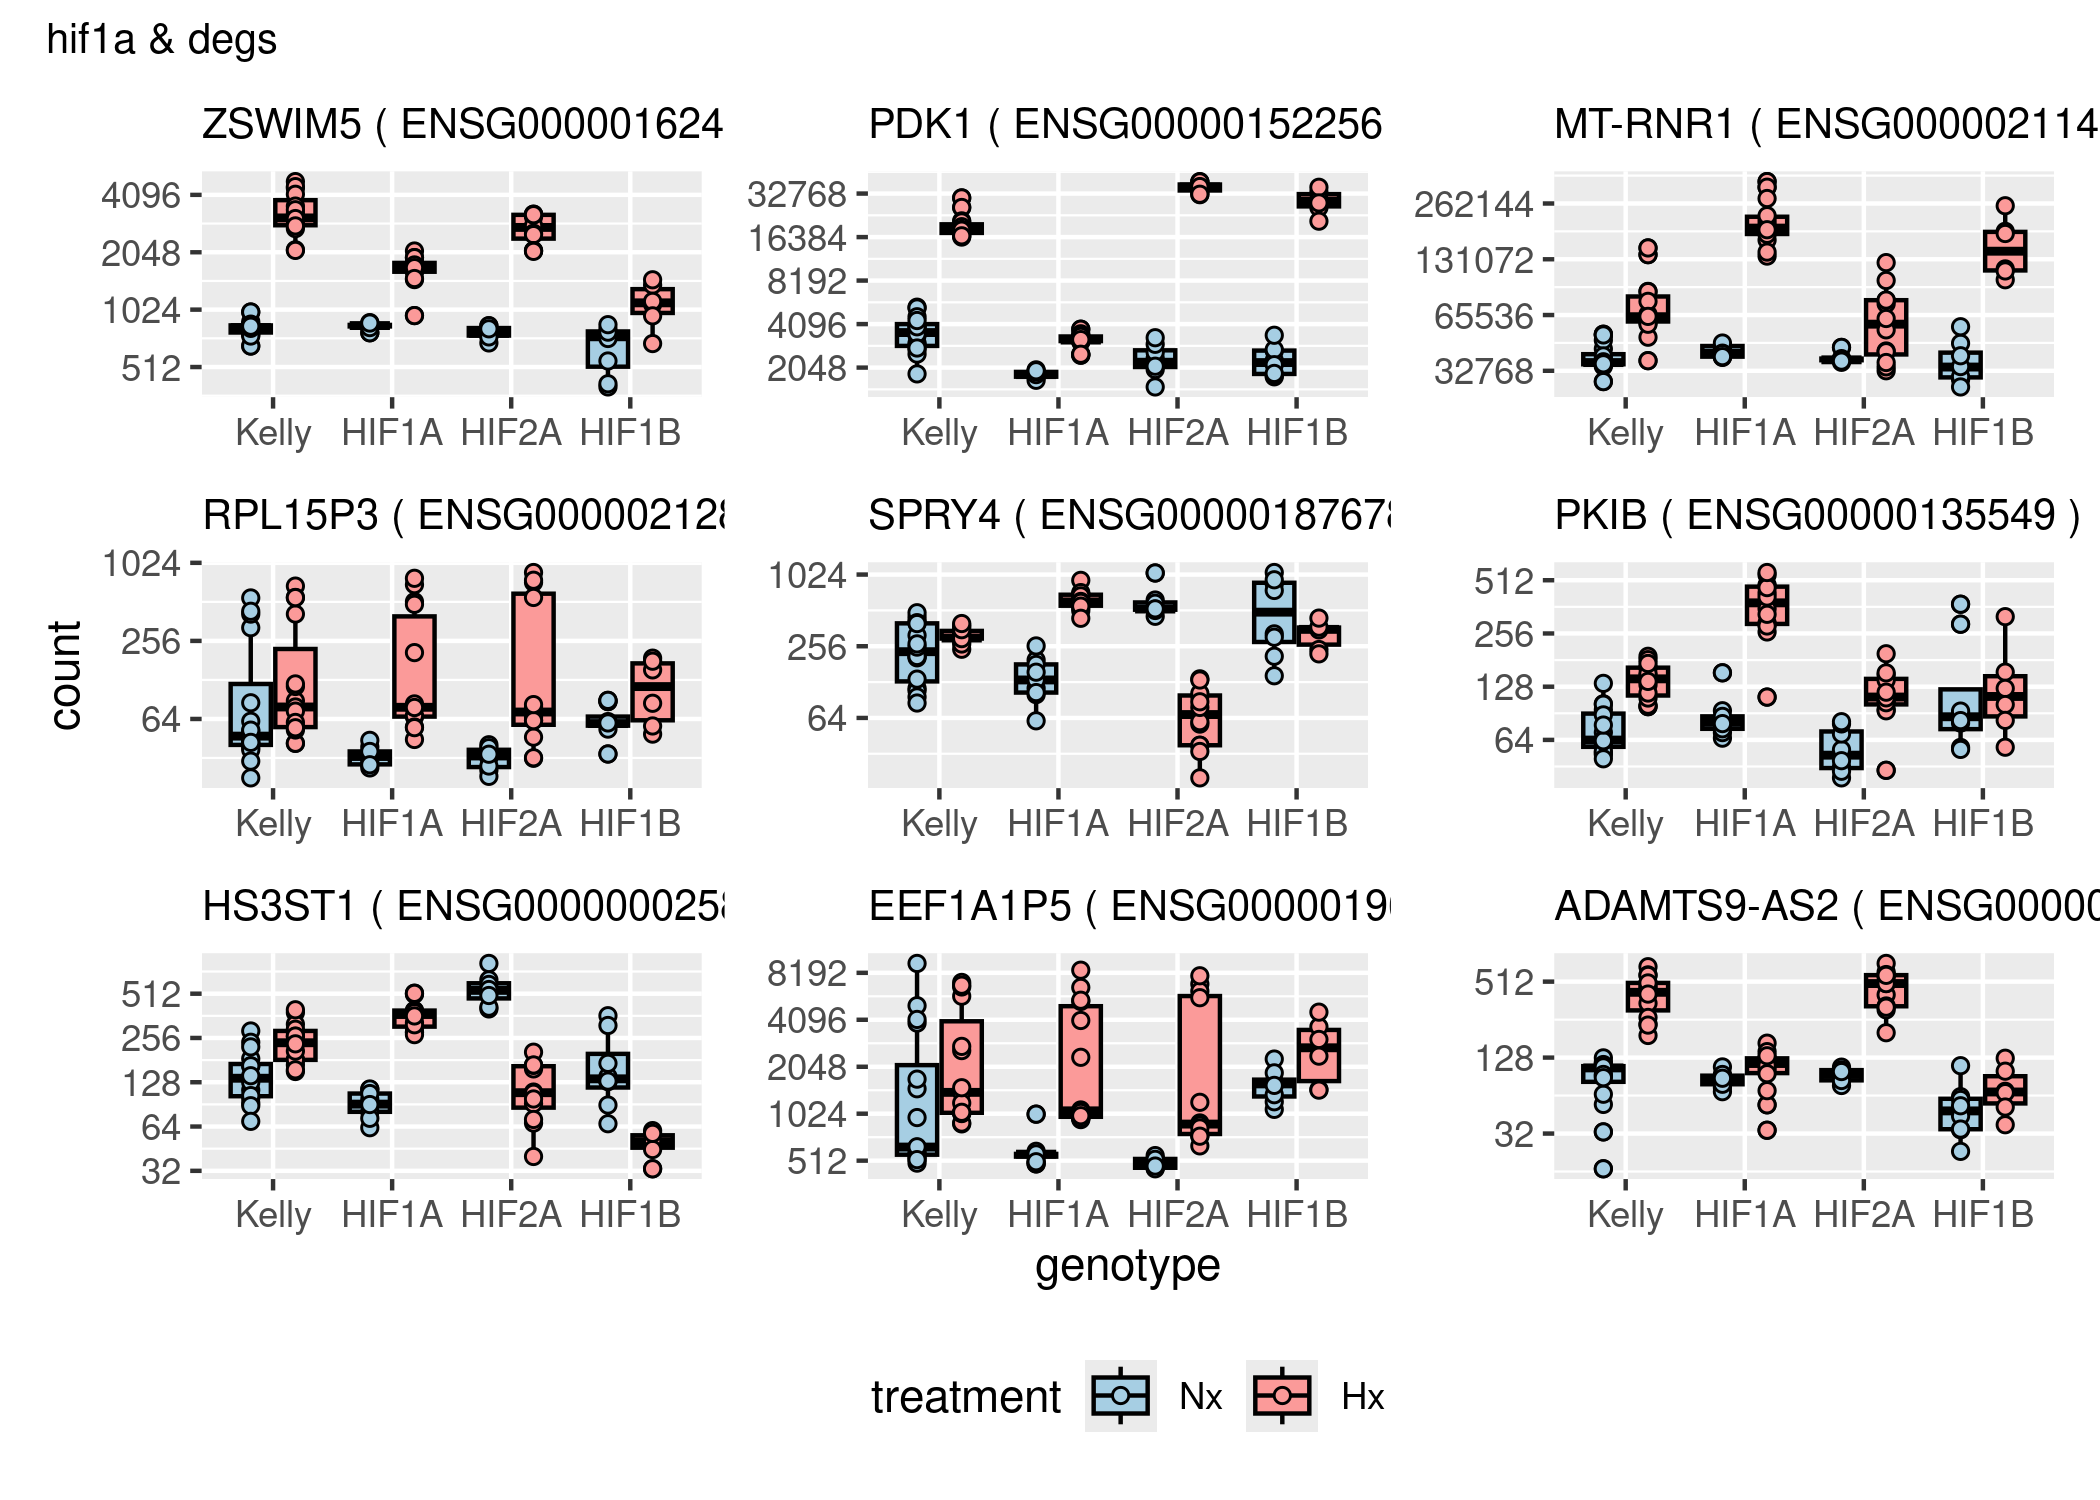 hif1a & degs
ZSWIM5 ( ENSG000001624
PDK1 ( ENSG00000152256
MT-RNR1 ( ENSG000002114
4096
2048
1024
512
32768
16384
8192
4096
2048
262144
131072
65536
32768
Kelly HIF1A HIF2A HIF1B
Kelly HIF1A HIF2A HIF1B
Kelly HIF1A HIF2A HIF1B
RPL15P3 ( ENSG00000212
SPRY4 ( ENSG0000018767
PKIB ( ENSG00000135549 )
count
1024
256
64
1024
256
64
512
256
128
64
Kelly HIF1A HIF2A HIF1B
Kelly HIF1A HIF2A HIF1B
Kelly HIF1A HIF2A HIF1B
HS3ST1 ( ENSG000000025
EEF1A1P5 ( ENSG0000019
ADAMTS9-AS2 ( ENSG00000
512
256
128
64
32
8192
4096
2048
1024
512
512
128
32
Kelly HIF1A HIF2A HIF1B
Kelly HIF1A HIF2A HIF1B
Kelly HIF1A HIF2A HIF1B
genotype
treatment Nx Hx